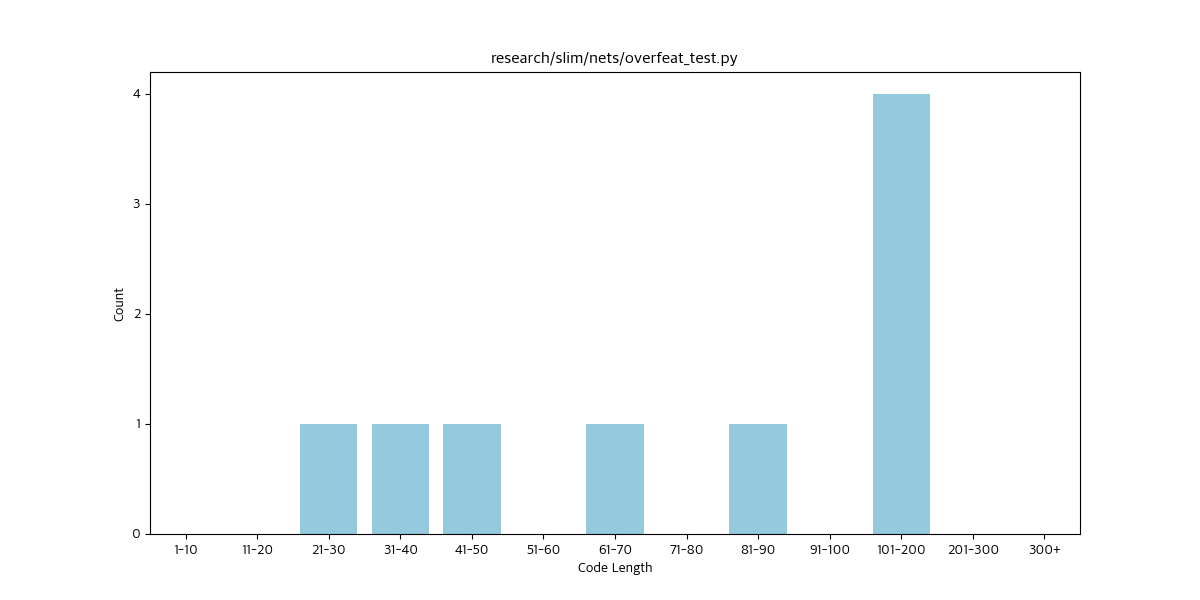 research/slim/nets/overfeat_test.py
Count
4
3
2
1
0
1-10 11-20 21-30 31-40 41-50 51-60 61-70 71-80 81-90 91-100 101-200 201-300 300+
Code Length